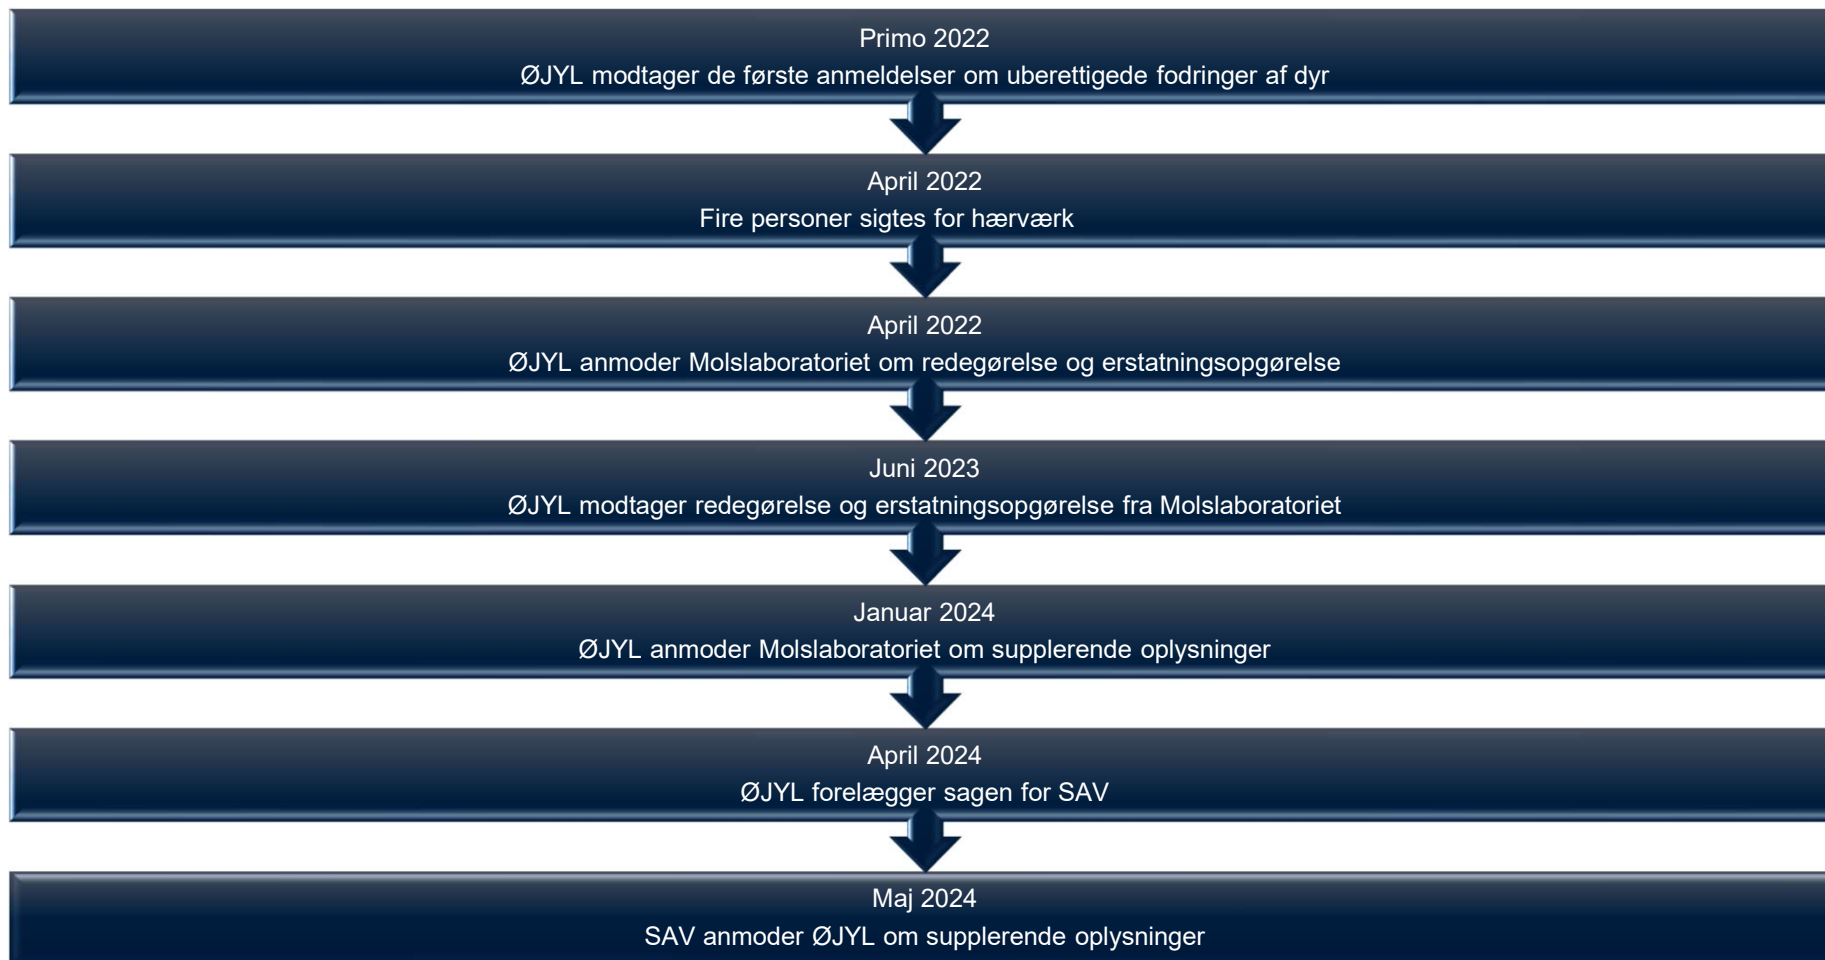 Primo 2022
ØJYL modtager de første anmeldelser om uberettigede fodringer af dyr
April 2022
Fire personer sigtes for hærværk
April 2022
ØJYL anmoder Molslaboratoriet om redegørelse og erstatningsopgørelse
Juni 2023
ØJYL modtager redegørelse og erstatningsopgørelse fra Molslaboratoriet
Januar 2024
ØJYL anmoder Molslaboratoriet om supplerende oplysninger
April 2024
ØJYL forelægger sagen for SAV
Maj 2024
SAV anmoder ØJYL om supplerende oplysninger